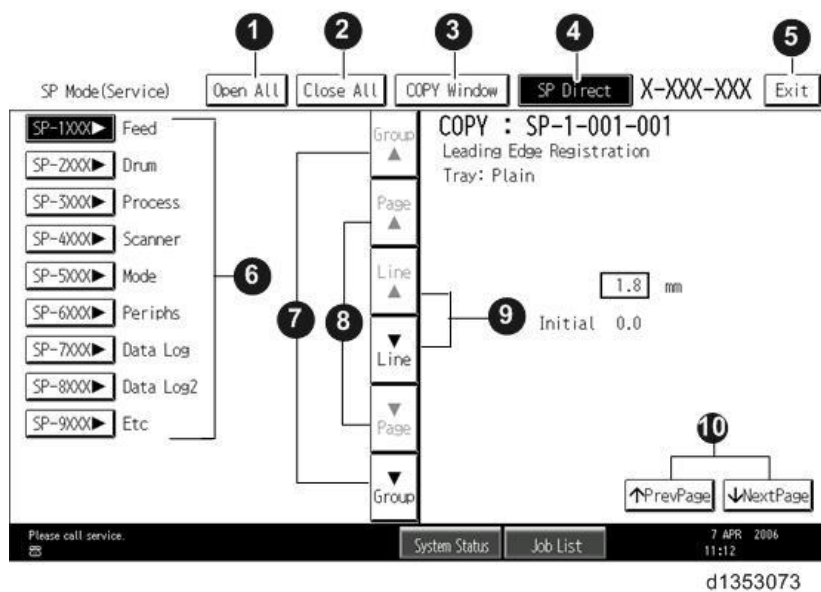 1 2 3 4 5
SP Mode(Service) Open All Close All COPY Window SP Direct X-XXX-XXX Exit
SP-1XXX▶ Feed
SP-2XXX▶ Drum
SP-3XXX▶ Process
SP-4XXX▶ Scanner
SP-5XXX▶ Mode
SP-6XXX▶ Periphs
SP-7XXX▶ Data Log
SP-8XXX▶ Data Log2
SP-9XXX▶ Etc
6
7
8
Group
▲
Page
▲
Line
▲
▼
Line
▼
Page
▼
Group
9
COPY : SP-1-001-001
Leading Edge Registration
Tray: Plain
1.8 mm
Initial 0.0
10
↑PrevPage ↓NextPage
Please call service.
System Status Job List
7 APR 2006
11:12
d1353073